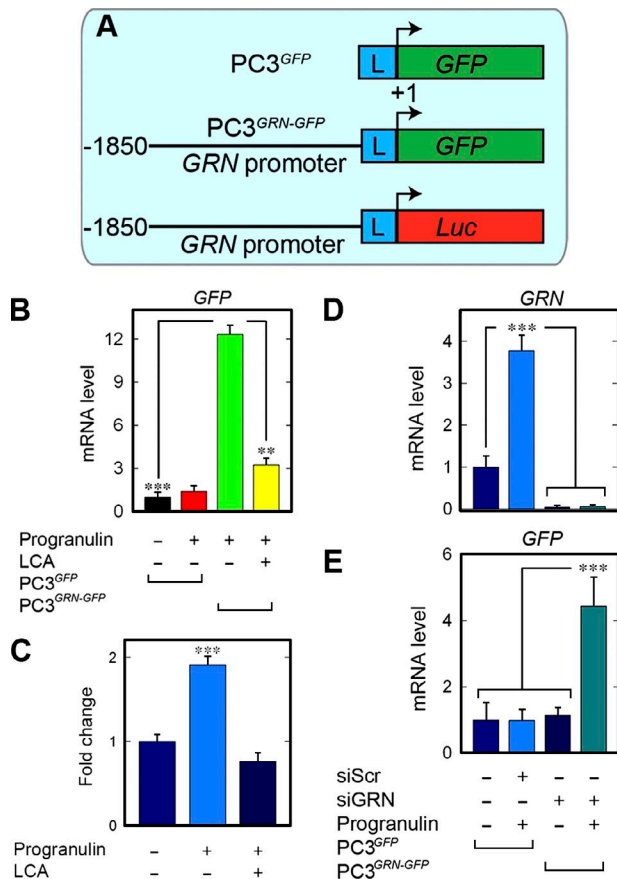 A
PC3GFP
L
GFP
+1
PC3GRN-GFP
-1850
GRN promoter
L
GFP
-1850
GRN promoter
L
Luc
B
GFP
mRNA level
12
9
6
3
0
***
**
Progranulin – + + +
LCA – – – +
PC3GFP
PC3GRN-GFP
C
Fold change
2
1
0
***
Progranulin – + +
LCA – – +
D
GRN
mRNA level
4
2
0
***
E
GFP
mRNA level
6
4
2
0
***
siScr – + – –
siGRN – – + +
Progranulin – + – +
PC3GFP
PC3GRN-GFP